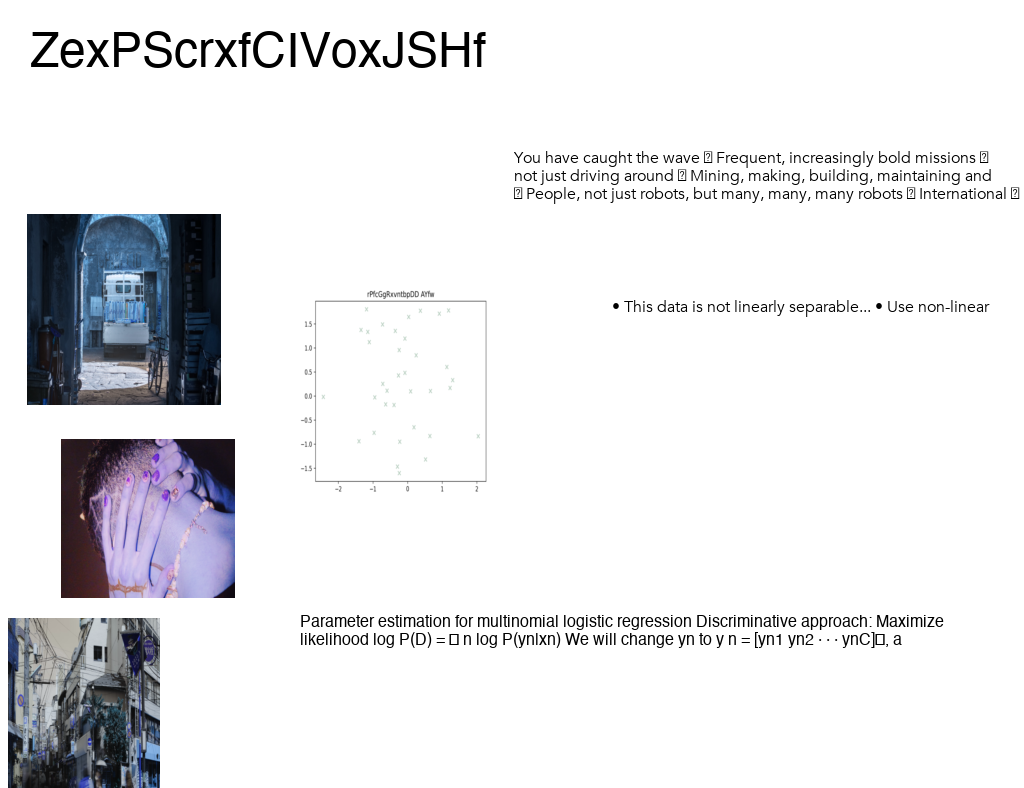 ZexPScrxfCIVoxJSHf
You have caught the wave � Frequent, increasingly bold missions �
not just driving around � Mining, making, building, maintaining and
� People, not just robots, but many, many, many robots � International �
rPfcGgRxvntbpDD AYfw
1.5
1.0
0.5
0.0
−0.5
−1.0
−1.5
−2 −1 0 1 2
• This data is not linearly separable... • Use non-linear
Parameter estimation for multinomial logistic regression Discriminative approach: Maximize
likelihood log P(D) = � n log P(yn|xn) We will change yn to y n = [yn1 yn2 · · · ynC]�, a